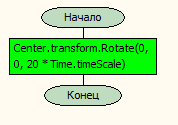 Начало
Center.transform.Rotate(0,
0, 20 * Time.timeScale)
Конец